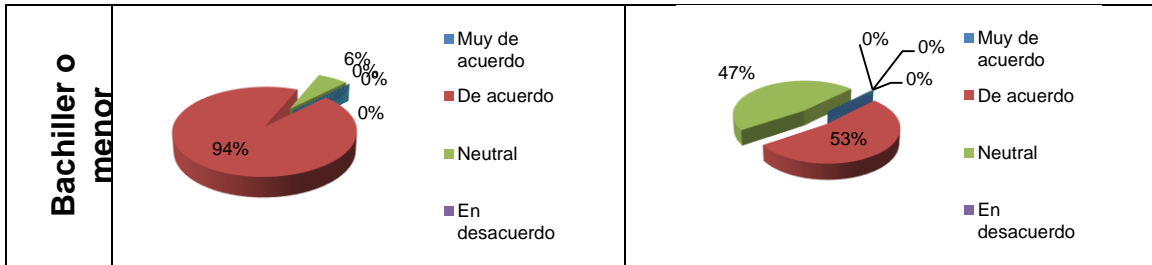 Bachiller o
menor
94%
6%
0%
0%
0%
Muy de
acuerdo
De acuerdo
Neutral
En
desacuerdo
47%
53%
0%
0%
0%
Muy de
acuerdo
De acuerdo
Neutral
En
desacuerdo